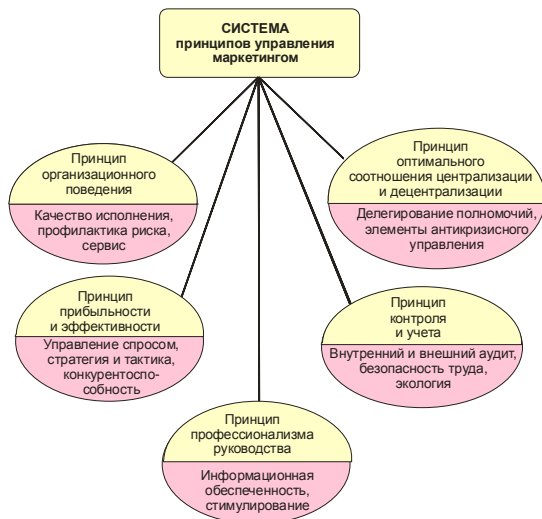 СИСТЕМА
принципов управления
маркетингом
Принцип
организационного
поведения
Качество исполнения,
профилактика риска,
сервис
Принцип
оптимального
соотношения централизации
и децентрализации
Делегирование полномочий,
элементы антикризисного
управления
Принцип
прибыльности
и эффективности
Управление спросом,
стратегия и тактика,
конкурентоспо-
собность
Принцип
контроля
и учета
Внутренний и внешний аудит,
безопасность труда,
экология
Принцип
профессионализма
руководства
Информационная
обеспеченность,
стимулирование